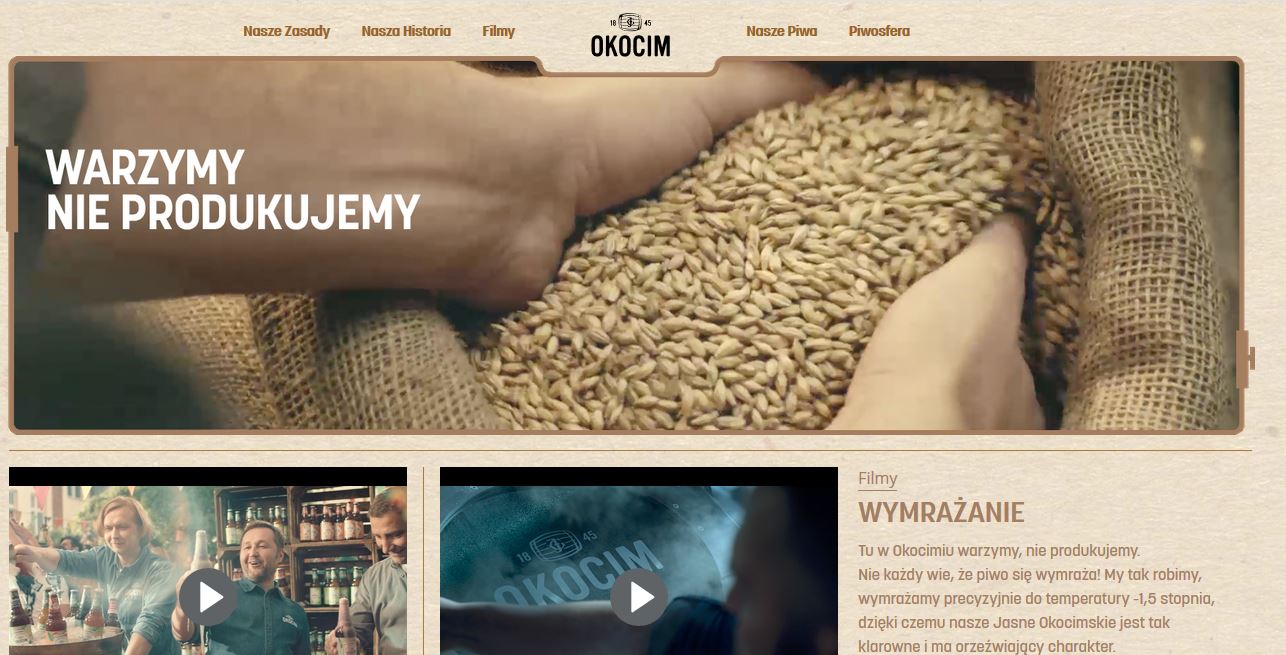 Nasze Zasady
Nasza Historia
Filmy
18 45
OKOCIM
Nasze Piwa
Piwosfera
WARZYMY
NIE PRODUKUJEMY
18 45
OKOCIM
Filmy
WYMRAŻANIE
Tu w Okocimiu warzymy, nie produkujemy.
Nie każdy wie, że piwo się wymraża! My tak robimy,
wymrażamy precyzyjnie do temperatury -1,5 stopnia,
dzięki czemu nasze Jasne Okocimskie jest tak
klarowne i ma orzeźwiający charakter.